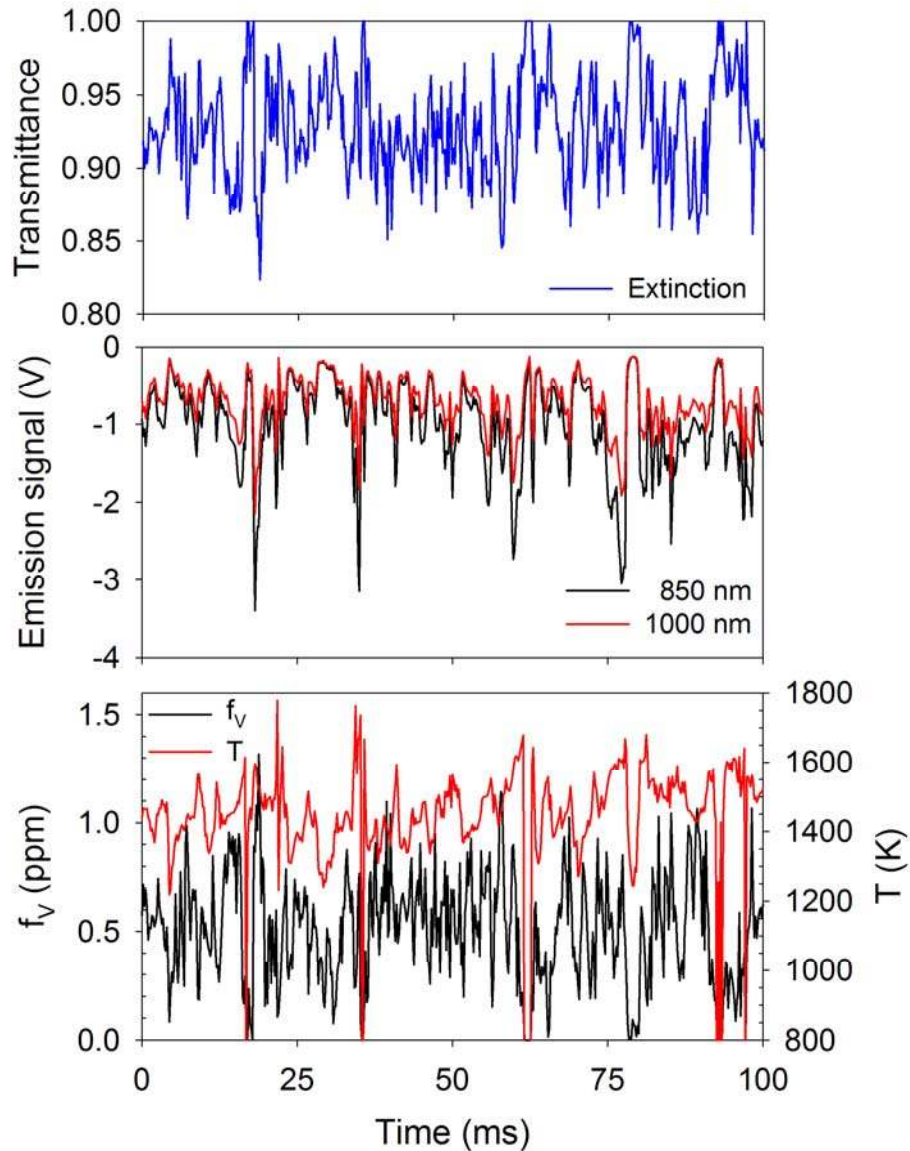 1.00
0.95
0.90
0.85
0.80
Transmittance
Extinction
0
-1
-2
-3
-4
Emission signal (V)
850 nm
1000 nm
1.5
1.0
0.5
0.0
fV (ppm)
fV
T
1800
1600
1400
1200
1000
800
T (K)
0 25 50 75 100
Time (ms)